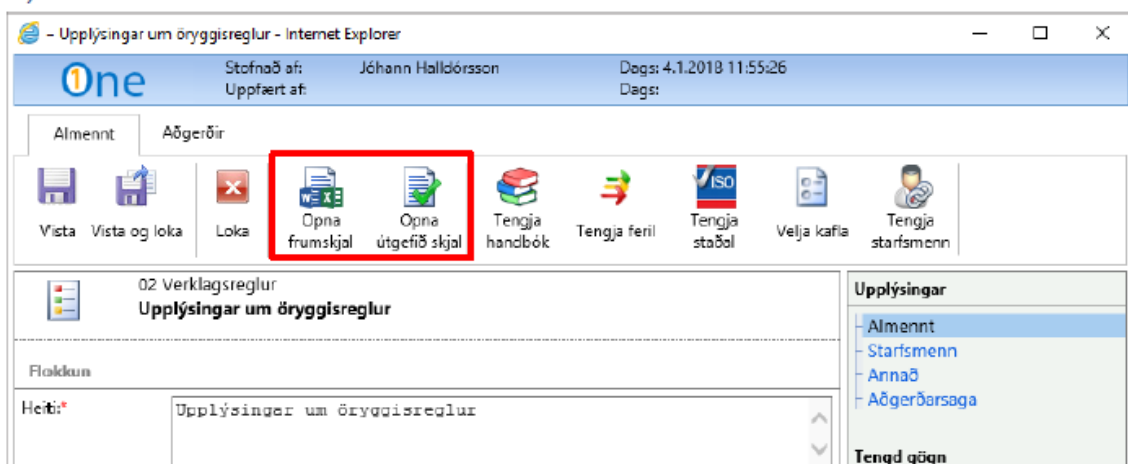 – Upplýsingar um öryggisreglur - Internet Explorer
One
Stofnað af: Jóhann Halldórsson Dags: 4.1.2018 11:55:26
Uppfært af: Dags:
Almennt Aðgerðir
Vista
Vista og loka
Loka
Opna
frumskjal
Opna
útgefið skjal
Tengja
handbók
Tengja feril
ISO
Tengja
staðal
Velja kafla
Tengja
starfsmenn
02 Verklagsreglur
Upplýsingar um öryggisreglur
Flokkun
Heiti:* Upplýsingar um öryggisreglur
Upplýsingar
Almennt
Starfsmenn
Annað
Aðgerðarsaga
Tengd gögn